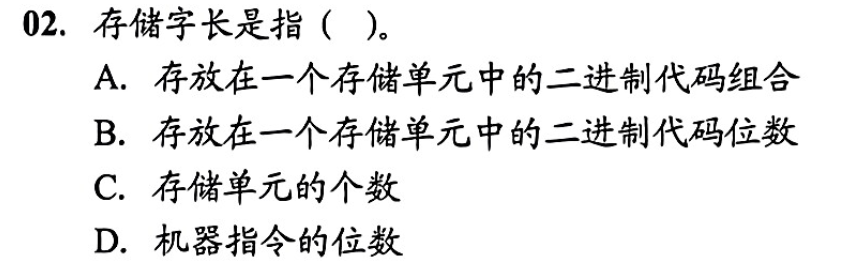 02. 存储字长是指（ ）。
A. 存放在一个存储单元中的二进制代码组合
B. 存放在一个存储单元中的二进制代码位数
C. 存储单元的个数
D. 机器指令的位数